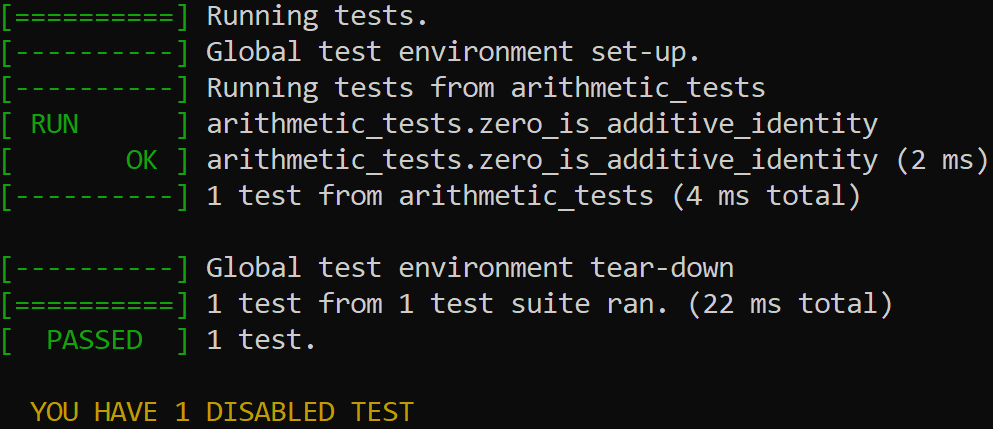 [==========] Running tests.
[----------] Global test environment set-up.
[----------] Running tests from arithmetic_tests
[ RUN      ] arithmetic_tests.zero_is_additive_identity
[       OK ] arithmetic_tests.zero_is_additive_identity (2 ms)
[----------] 1 test from arithmetic_tests (4 ms total)
[----------] Global test environment tear-down
[==========] 1 test from 1 test suite ran. (22 ms total)
[  PASSED  ] 1 test.
YOU HAVE 1 DISABLED TEST